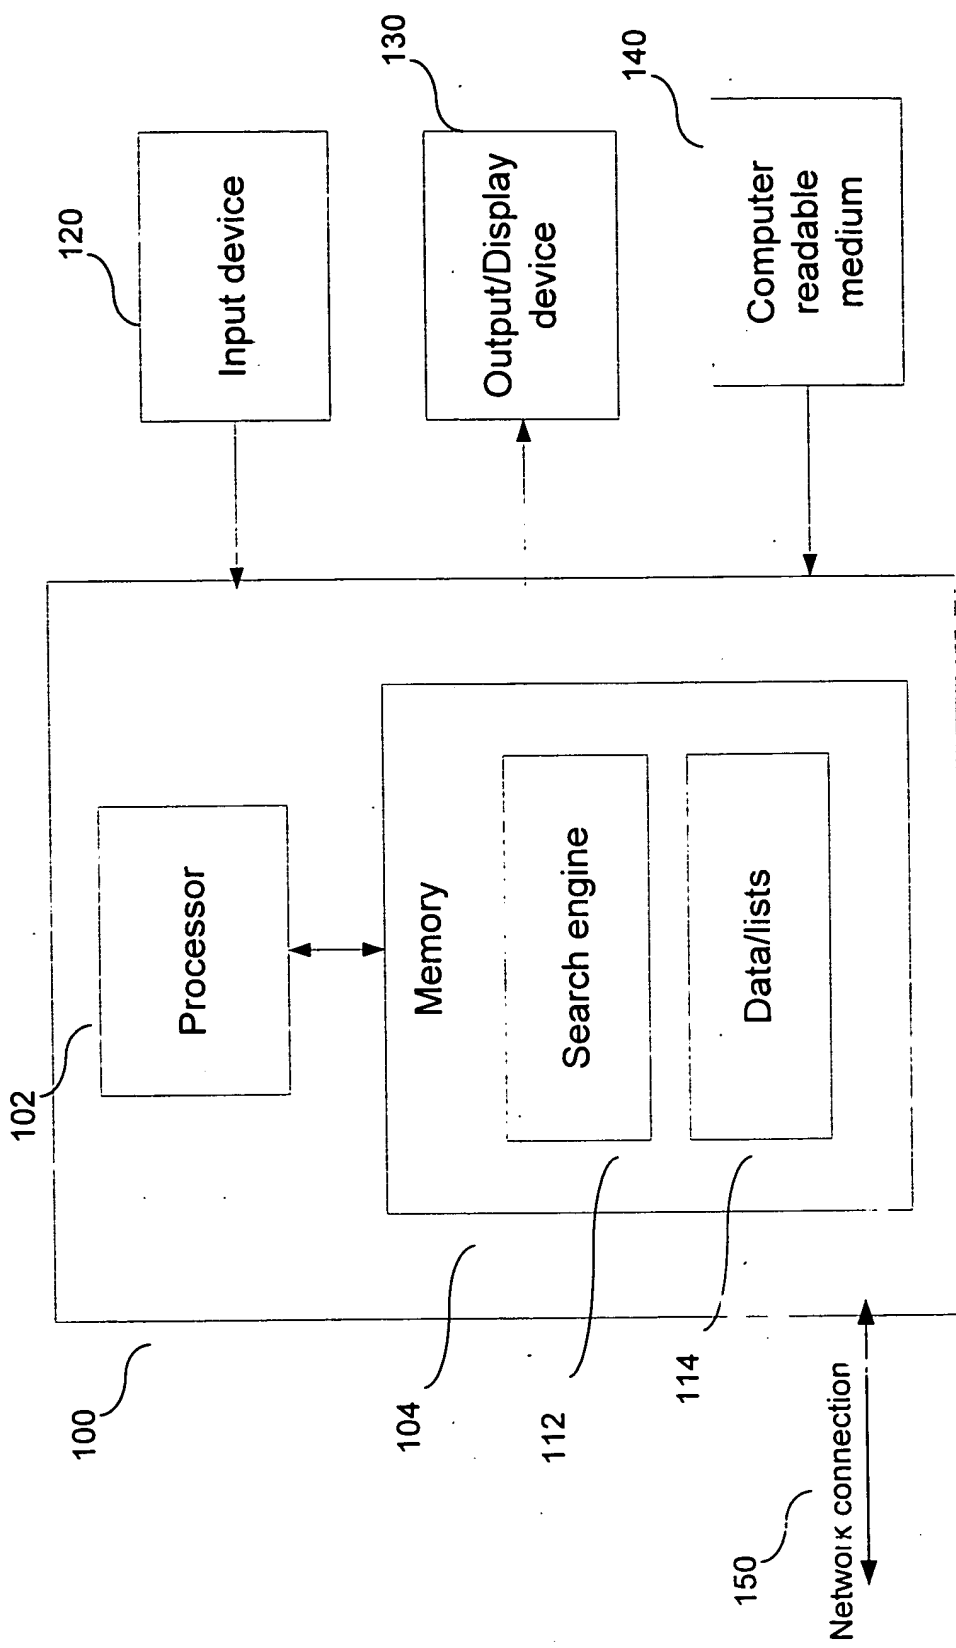 100
102
Processor
104
Memory
112
Search engine
114
Data/lists
120
Input device
130
Output/Display
device
140
Computer
readable
medium
150
Network connection